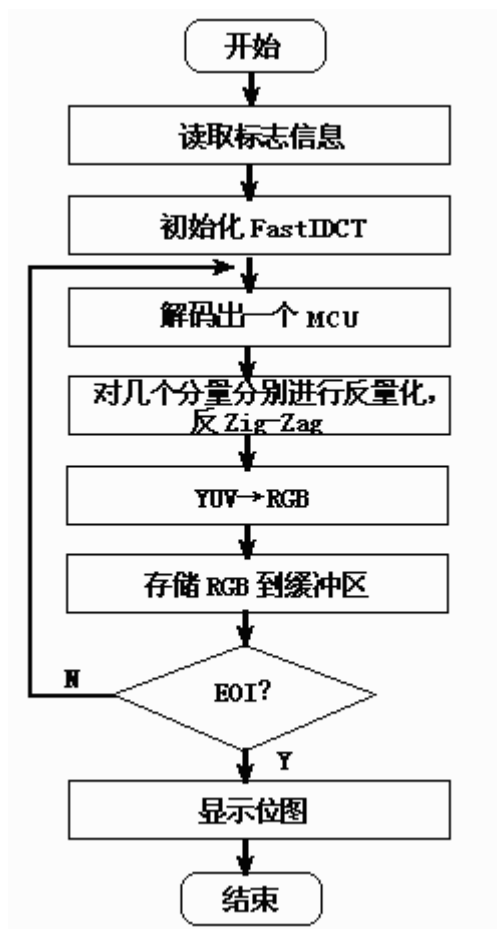 开始
读取标志信息
初始化 FastIDCT
解码出一个 MCU
对几个分量分别进行反量化，
反 Zig-Zag
YUV→RGB
存储 RGB 到缓冲区
EOI?
N
Y
显示位图
结束